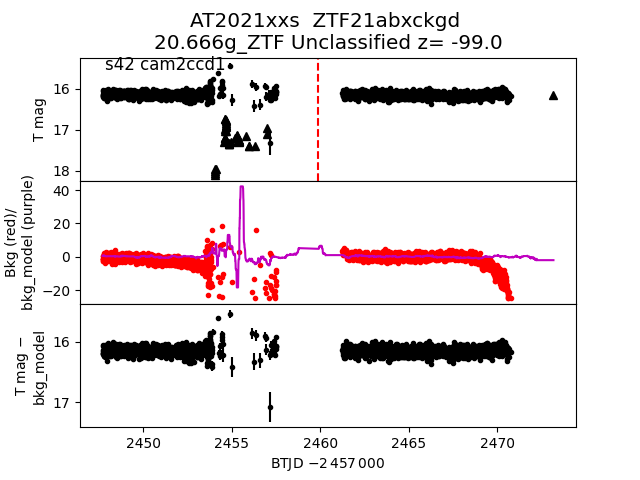 AT2021xxs ZTF21abxckgd
20.666g_ZTF Unclassified z= -99.0
s42 cam2ccd1
T mag
16
17
18
Bkg (red)/
bkg_model (purple)
40
20
0
−20
T mag −
bkg_model
16
17
2450 2455 2460 2465 2470
BTJD −2 457 000